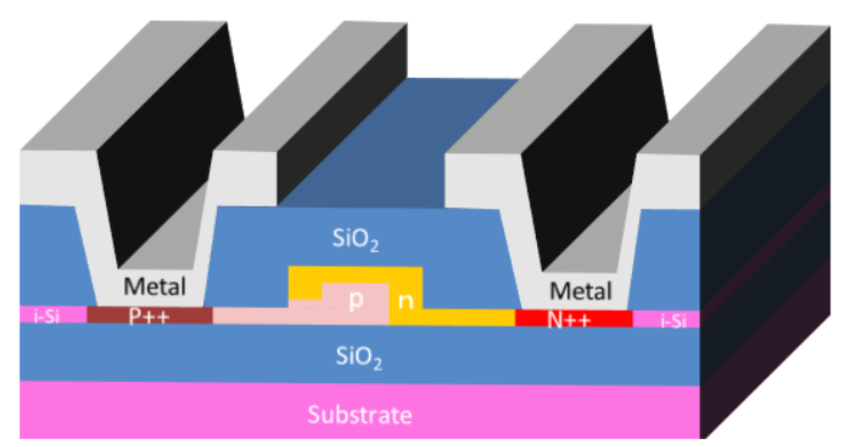 SiO₂
Metal
Metal
p
n
i-Si
P++
N++
i-Si
SiO₂
Substrate